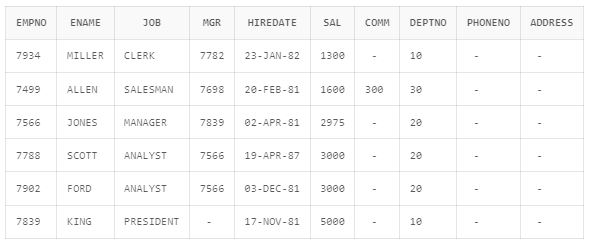 EMPNO ENAME JOB MGR HIREDATE SAL COMM DEPTNO PHONENO ADDRESS
7934 MILLER CLERK 7782 23-JAN-82 1300 - 10 - -
7499 ALLEN SALESMAN 7698 20-FEB-81 1600 300 30 - -
7566 JONES MANAGER 7839 02-APR-81 2975 - 20 - -
7788 SCOTT ANALYST 7566 19-APR-87 3000 - 20 - -
7902 FORD ANALYST 7566 03-DEC-81 3000 - 20 - -
7839 KING PRESIDENT - 17-NOV-81 5000 - 10 - -